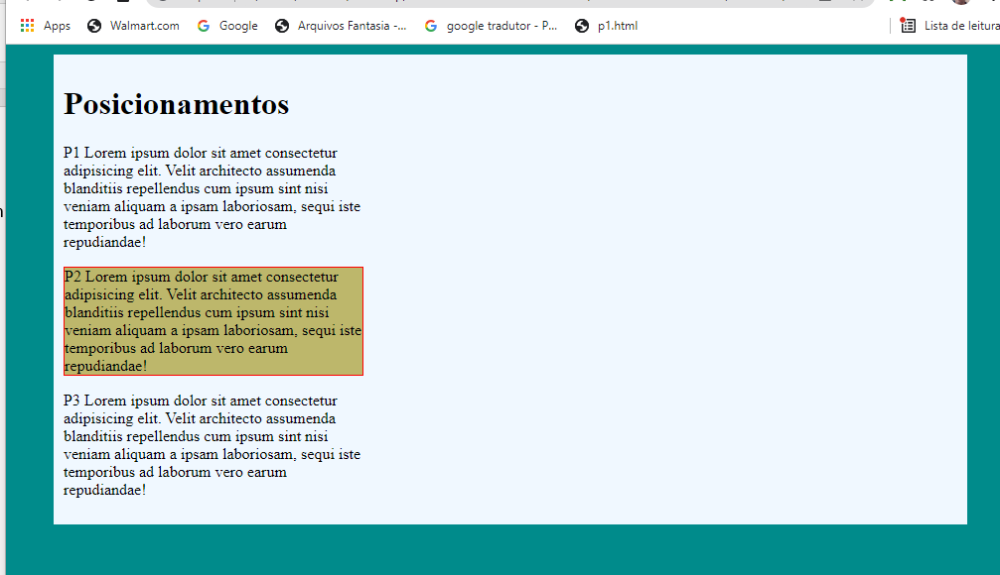 Apps Walmart.com Google Arquivos Fantasia -... google tradutor - P... p1.html Lista de leitura
Posicionamentos
P1 Lorem ipsum dolor sit amet consectetur
adipisicing elit. Velit architecto assumenda
blanditiis repellendus cum ipsum sint nisi
veniam aliquam a ipsam laboriosam, sequi iste
temporibus ad laborum vero earum
repudiandae!
P2 Lorem ipsum dolor sit amet consectetur
adipisicing elit. Velit architecto assumenda
blanditiis repellendus cum ipsum sint nisi
veniam aliquam a ipsam laboriosam, sequi iste
temporibus ad laborum vero earum
repudiandae!
P3 Lorem ipsum dolor sit amet consectetur
adipisicing elit. Velit architecto assumenda
blanditiis repellendus cum ipsum sint nisi
veniam aliquam a ipsam laboriosam, sequi iste
temporibus ad laborum vero earum
repudiandae!